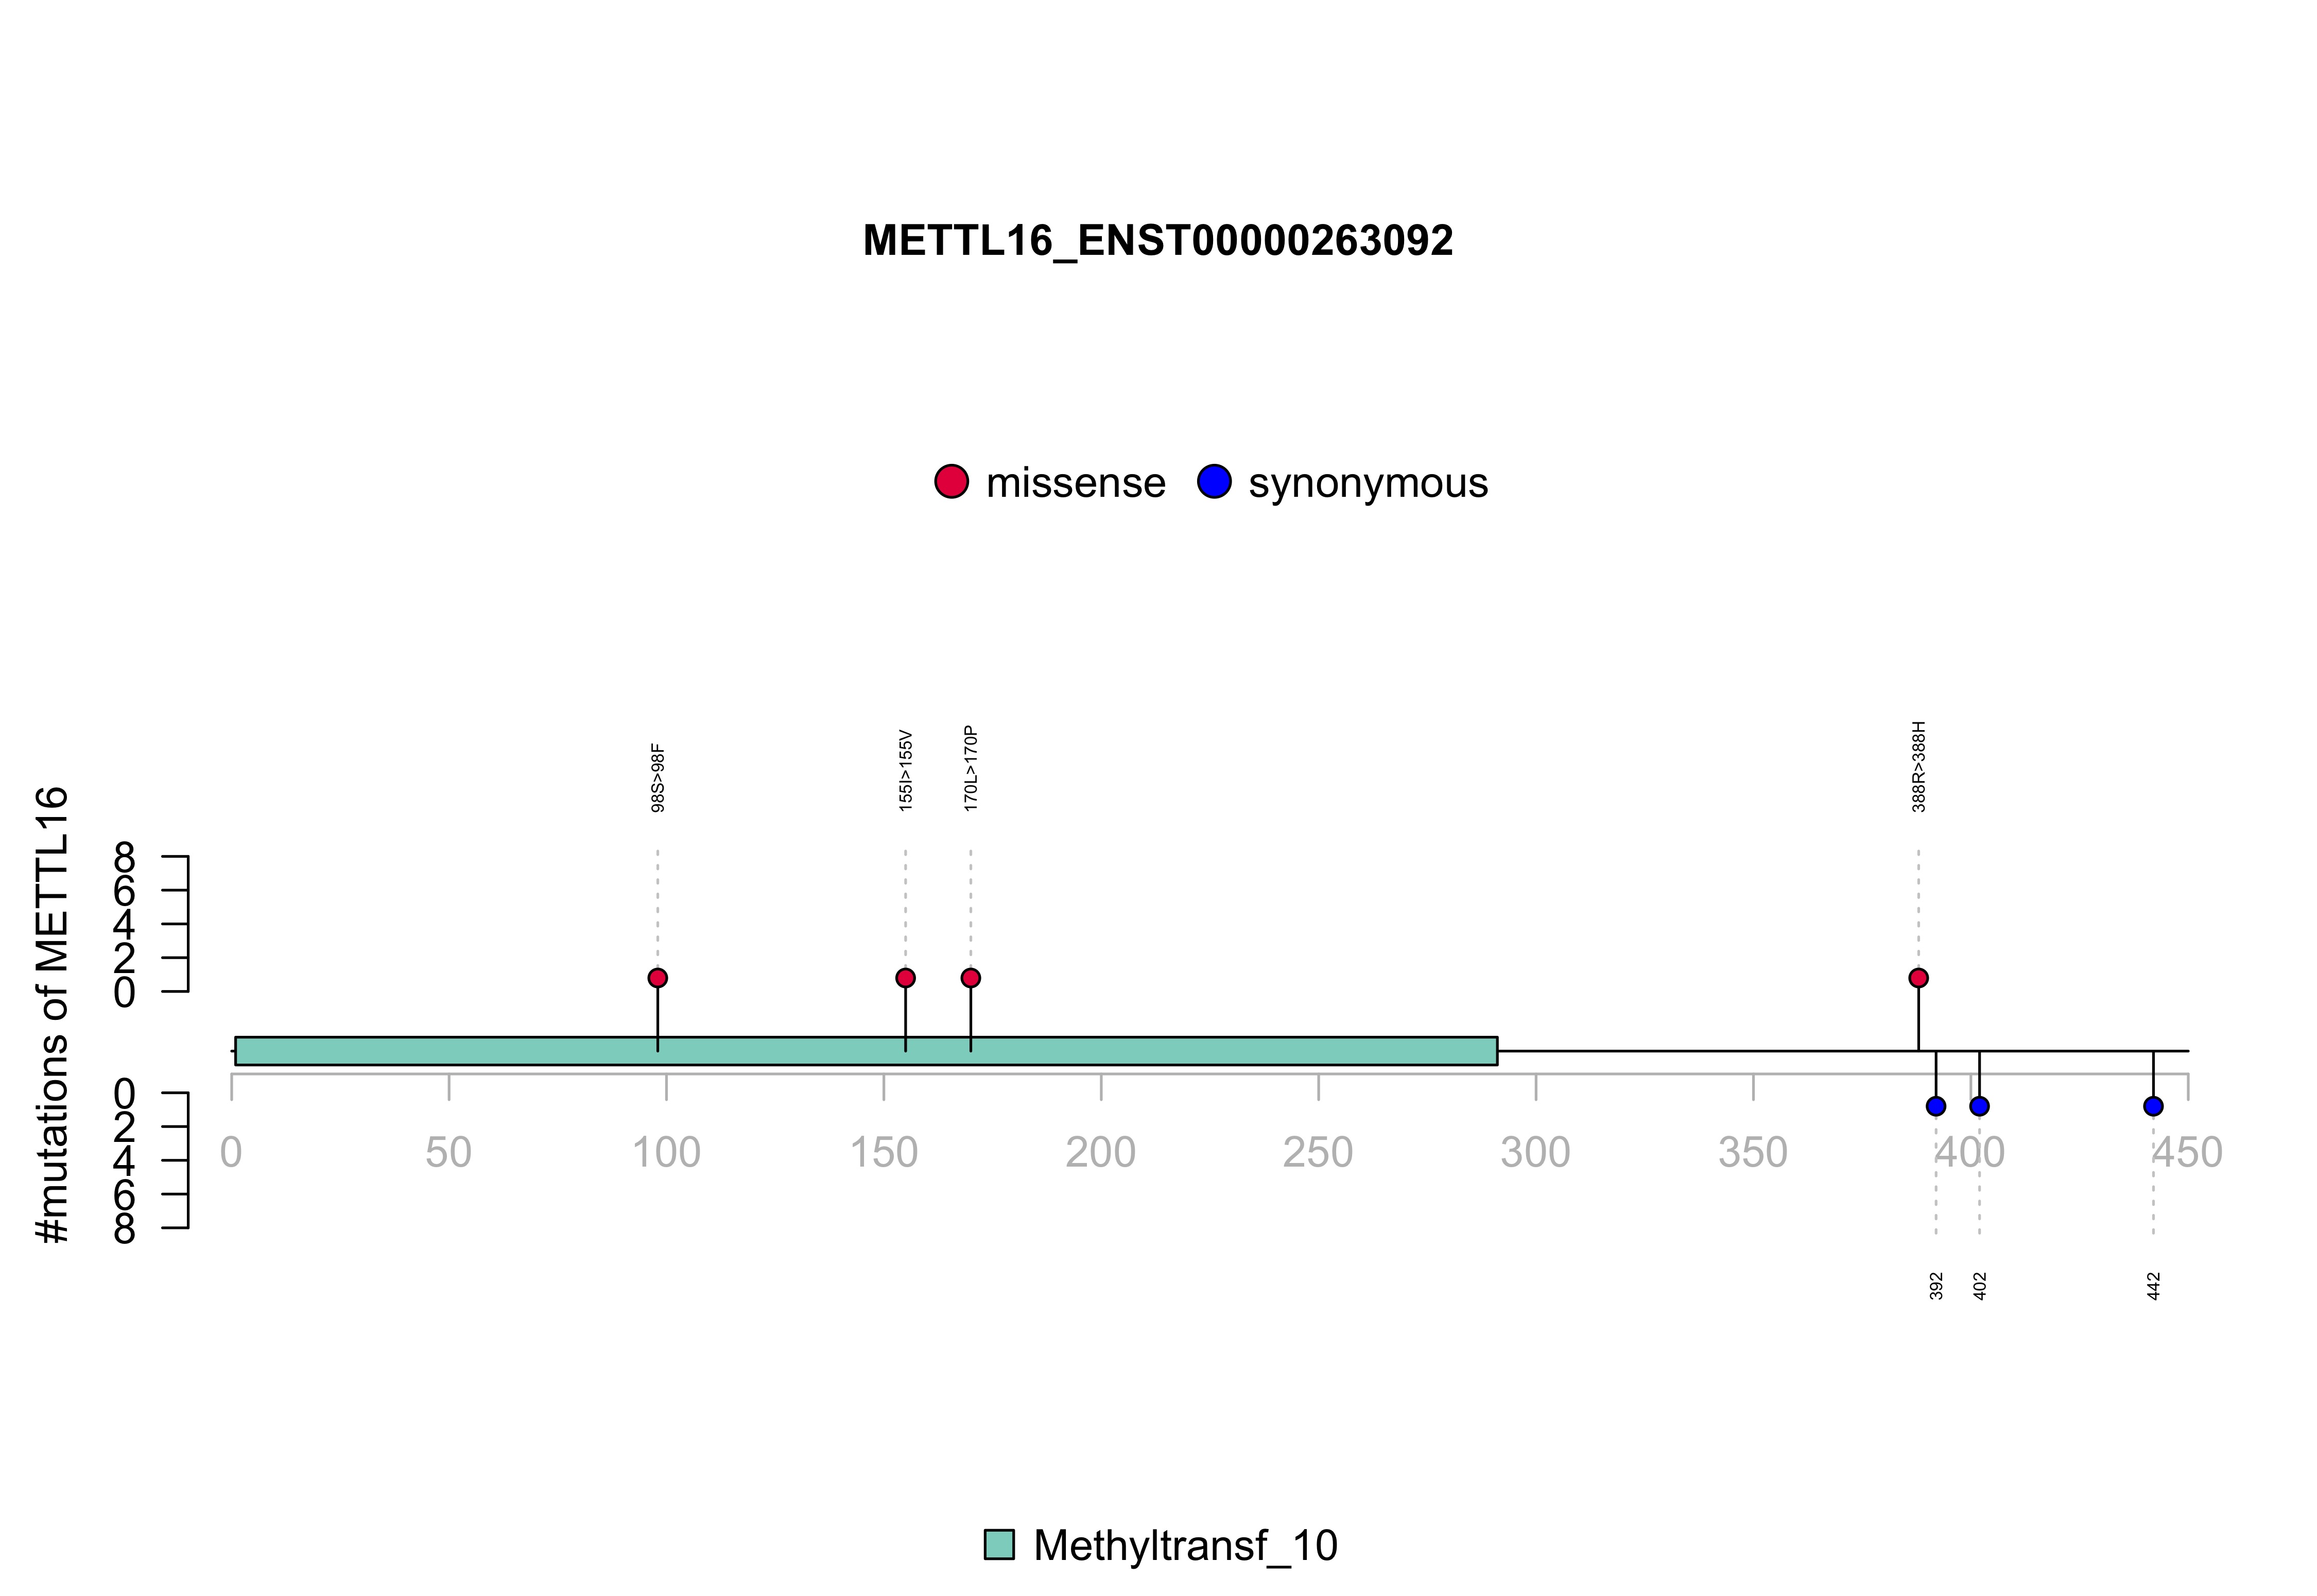 METTL16_ENST00000263092
missense synonymous
98S>98F
155I>155V
170L>170P
388R>388H
#mutations of METTL16
8
6
4
2
0
0
2
4
6
8
0 50 100 150 200 250 300 350 400 450
392
402
442
Methyltransf_10